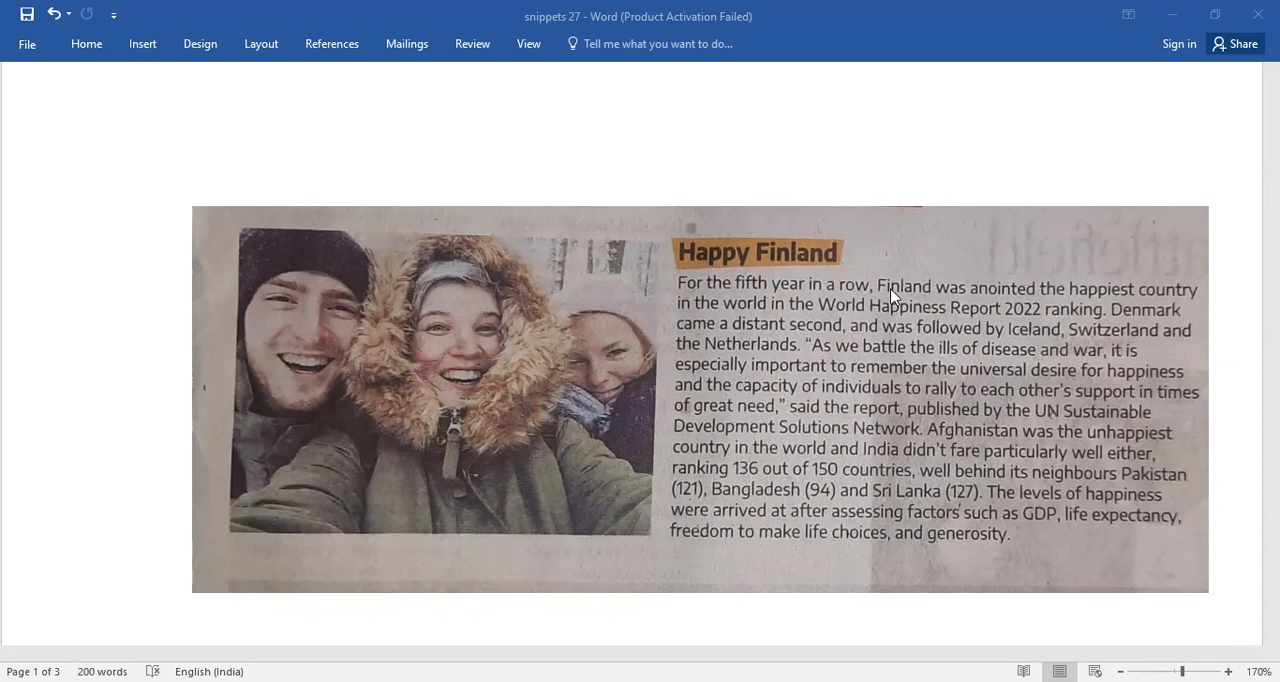 snippets 27 - Word (Product Activation Failed)
File Home Insert Design Layout References Mailings Review View Tell me what you want to do... Sign in Share
Happy Finland
For the fifth year in a row, Finland was anointed the happiest country
in the world in the World Happiness Report 2022 ranking. Denmark
came a distant second, and was followed by Iceland, Switzerland and
the Netherlands. “As we battle the ills of disease and war, it is
especially important to remember the universal desire for happiness
and the capacity of individuals to rally to each other’s support in times
of great need,” said the report, published by the UN Sustainable
Development Solutions Network. Afghanistan was the unhappiest
country in the world and India didn’t fare particularly well either,
ranking 136 out of 150 countries, well behind its neighbours Pakistan
(121), Bangladesh (94) and Sri Lanka (127). The levels of happiness
were arrived at after assessing factors such as GDP, life expectancy,
freedom to make life choices, and generosity.
Page 1 of 3 200 words English (India) 170%